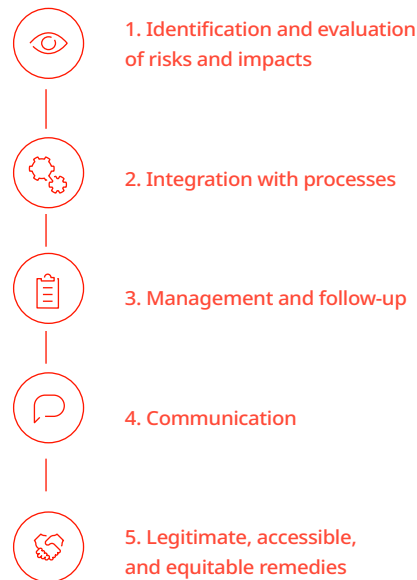 1. Identification and evaluation
of risks and impacts
2. Integration with processes
3. Management and follow-up
4. Communication
5. Legitimate, accessible,
and equitable remedies